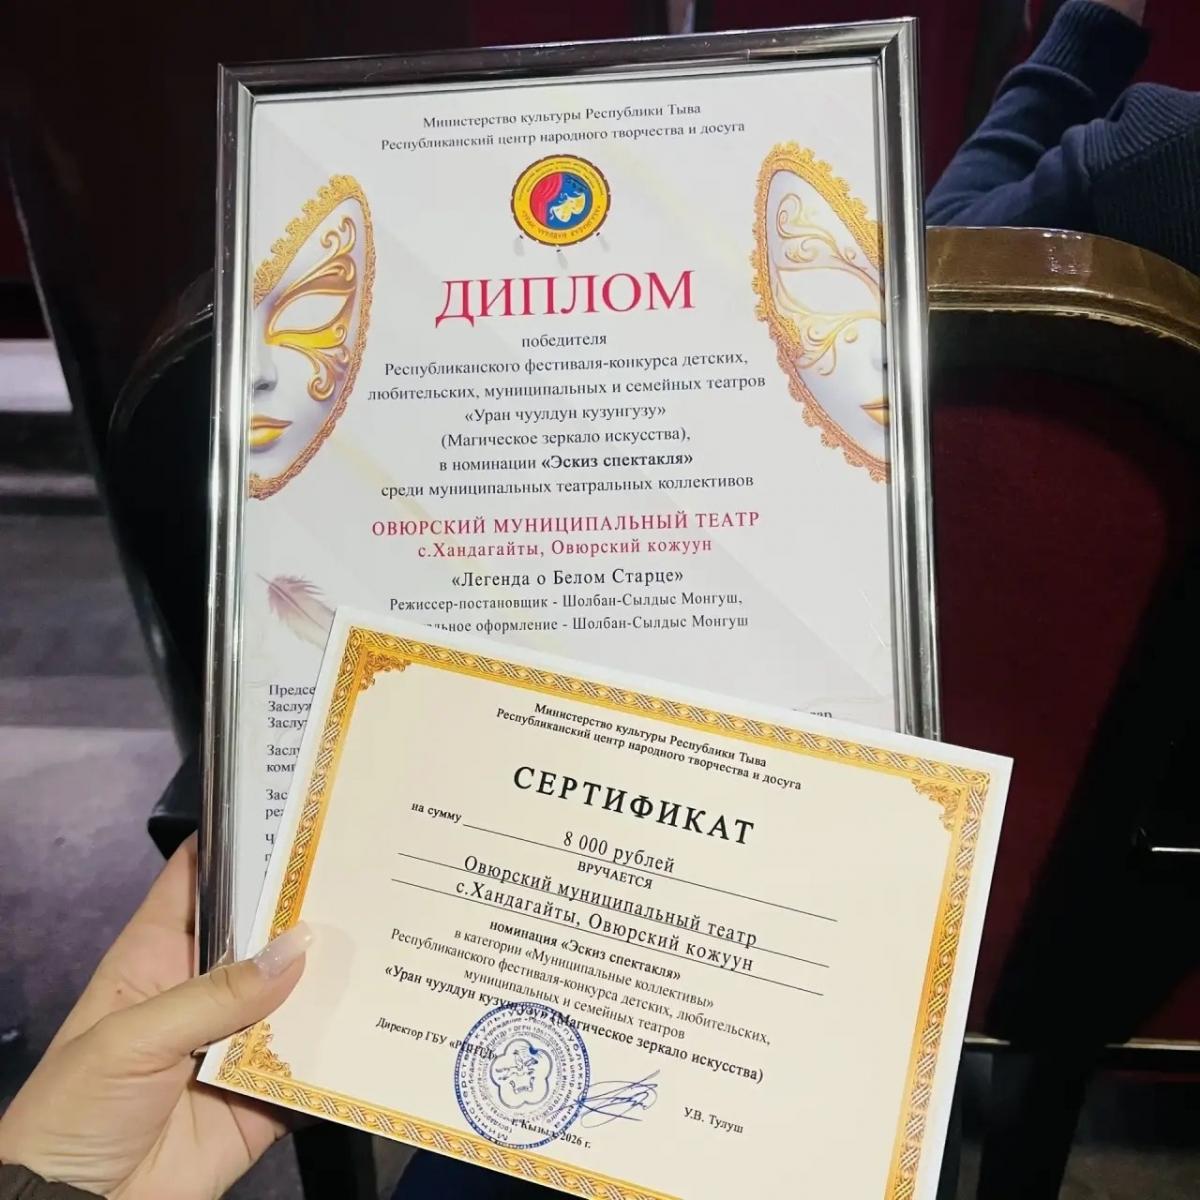 Министерство культуры Республики Тыва
Республиканский центр народного творчества и досуга
ДИПЛОМ
победителя
Республиканского фестиваля-конкурса детских,
любительских, муниципальных и семейных театров
«Уран чуулдун кузунгузу»
(Магическое зеркало искусства),
в номинации «Эскиз спектакля»
среди муниципальных театральных коллективов
ОВЮРСКИЙ МУНИЦИПАЛЬНЫЙ ТЕАТР
с.Хандагайты, Овюрский кожуун
«Легенда о Белом Старце»
Режиссер-постановщик - Шолбан-Сылдыс Монгуш,
оформление - Шолбан-Сылдыс Монгуш
Министерство культуры Республики Тыва
Республиканский центр народного творчества и досуга
СЕРТИФИКАТ
на сумму 8 000 рублей
ВРУЧАЕТСЯ
Овюрский муниципальный театр
с.Хандагайты, Овюрский кожуун
номинация «Эскиз спектакля»
в категории «Муниципальные коллективы»
Республиканского фестиваля-конкурса детских, любительских,
муниципальных и семейных театров
«Уран чуулдун кузунгузу» (Магическое зеркало искусства)
Директор ГБУ
У.В. Тулуш
г. Кызыл 2026 г.